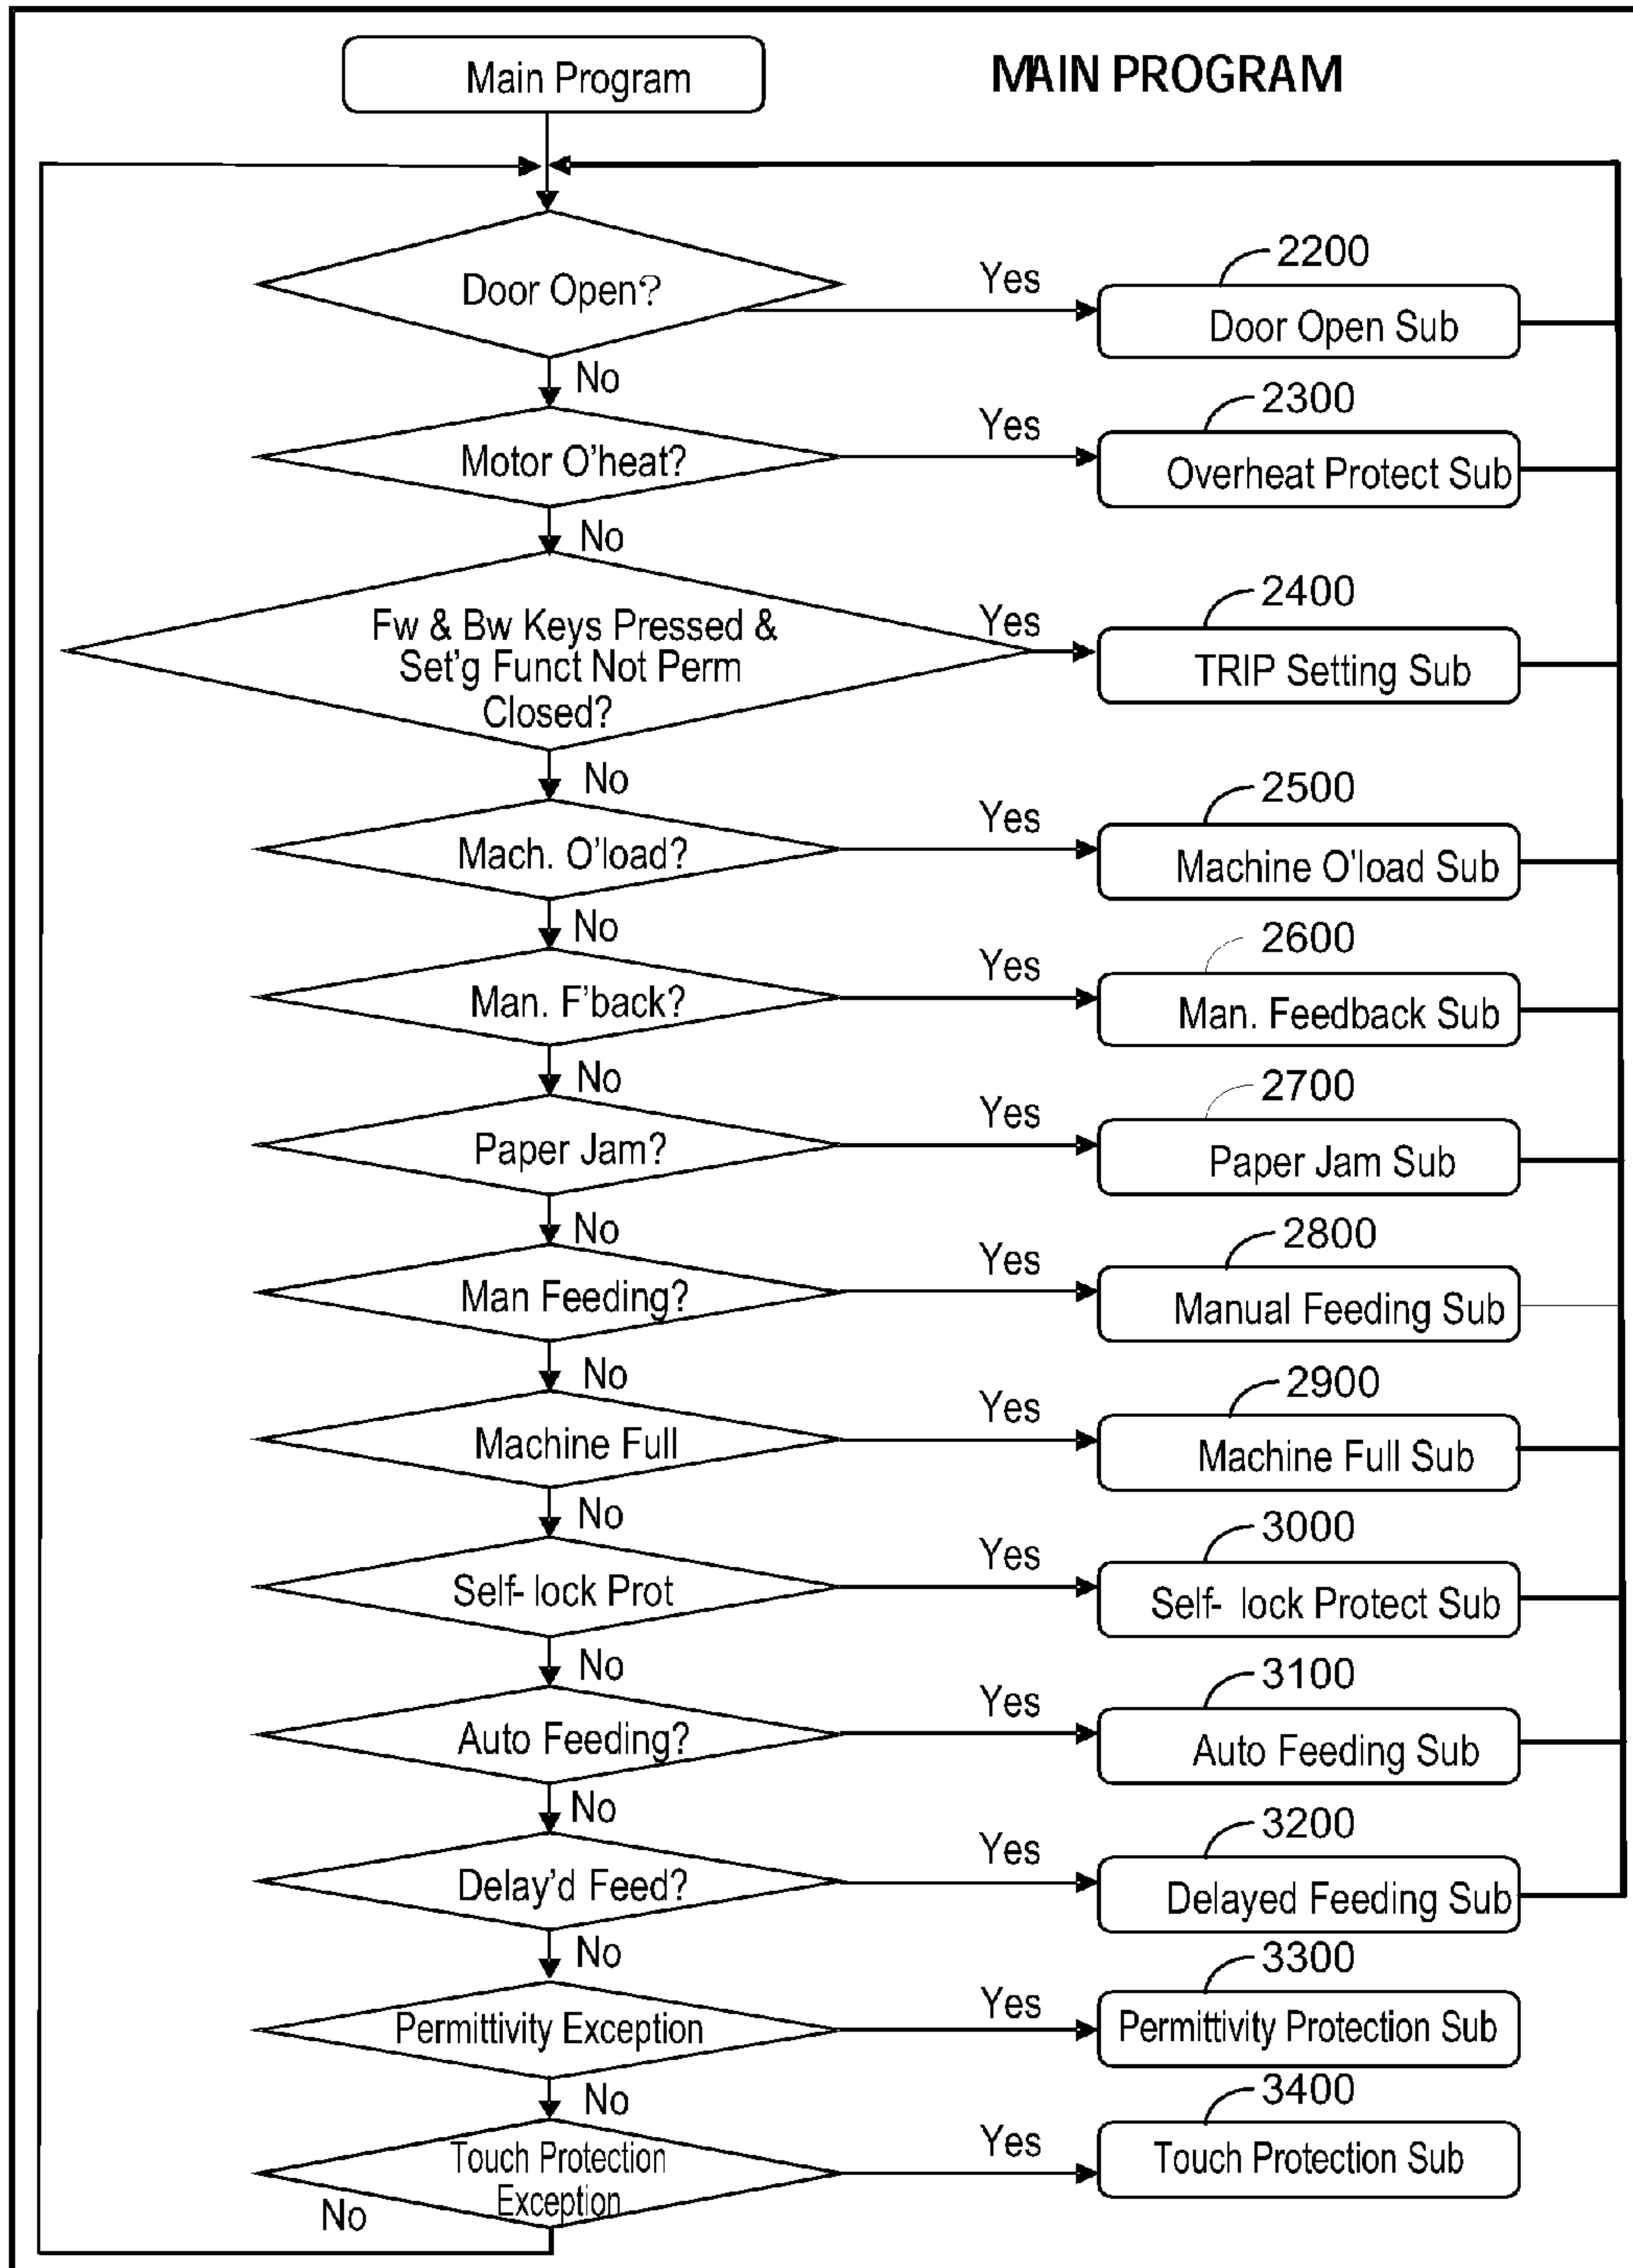 Main Program
MAIN PROGRAM
Door Open?
Yes
2200
Door Open Sub
No
Motor O'heat?
Yes
2300
Overheat Protect Sub
No
Fw & Bw Keys Pressed &
Set'g Funct Not Perm
Closed?
Yes
2400
TRIP Setting Sub
No
Mach. O'load?
Yes
2500
Machine O'load Sub
No
Man. F'back?
Yes
2600
Man. Feedback Sub
No
Paper Jam?
Yes
2700
Paper Jam Sub
No
Man Feeding?
Yes
2800
Manual Feeding Sub
No
Machine Full
Yes
2900
Machine Full Sub
No
Self- lock Prot
Yes
3000
Self- lock Protect Sub
No
Auto Feeding?
Yes
3100
Auto Feeding Sub
No
Delay'd Feed?
Yes
3200
Delayed Feeding Sub
No
Permittivity Exception
Yes
3300
Permittivity Protection Sub
No
Touch Protection
Exception
Yes
3400
Touch Protection Sub
No